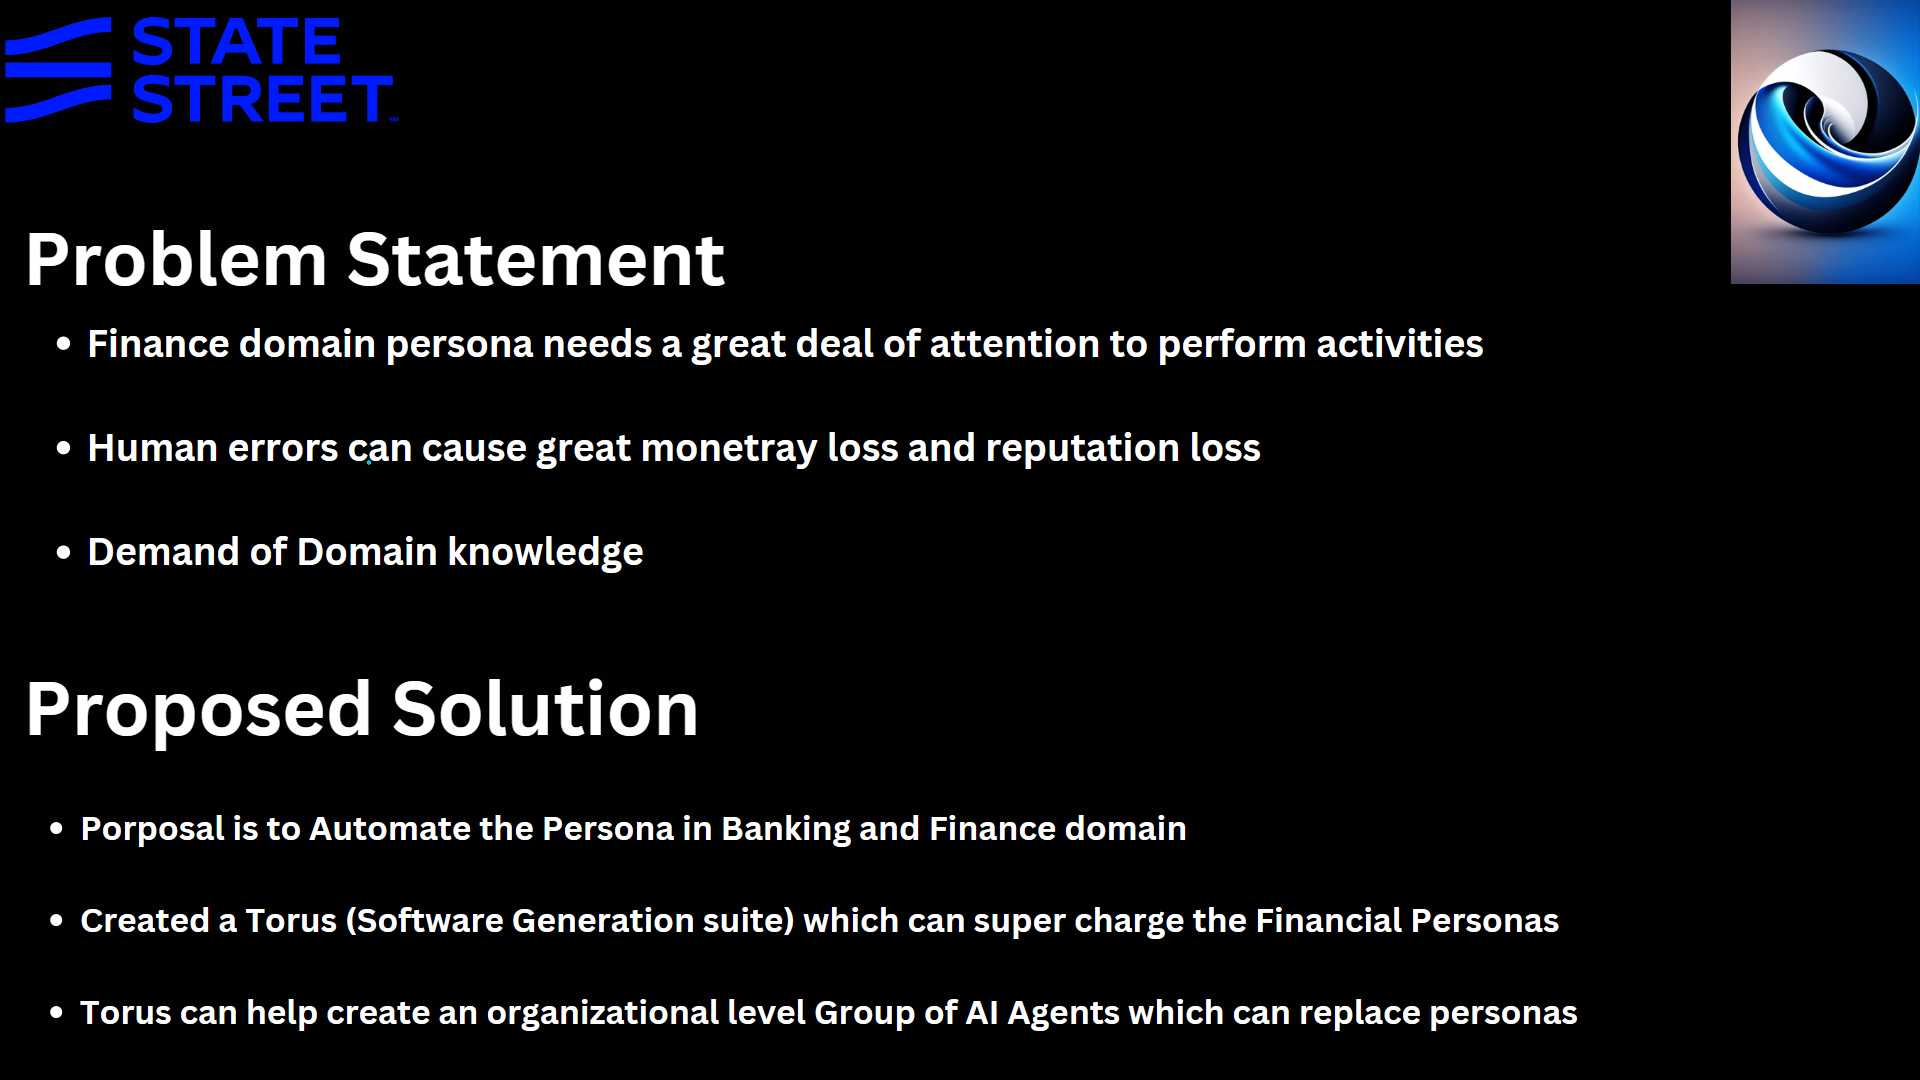 STATE
STREET
Problem Statement
• Finance domain persona needs a great deal of attention to perform activities
• Human errors can cause great monetray loss and reputation loss
• Demand of Domain knowledge
Proposed Solution
• Porposal is to Automate the Persona in Banking and Finance domain
• Created a Torus (Software Generation suite) which can super charge the Financial Personas
• Torus can help create an organizational level Group of AI Agents which can replace personas